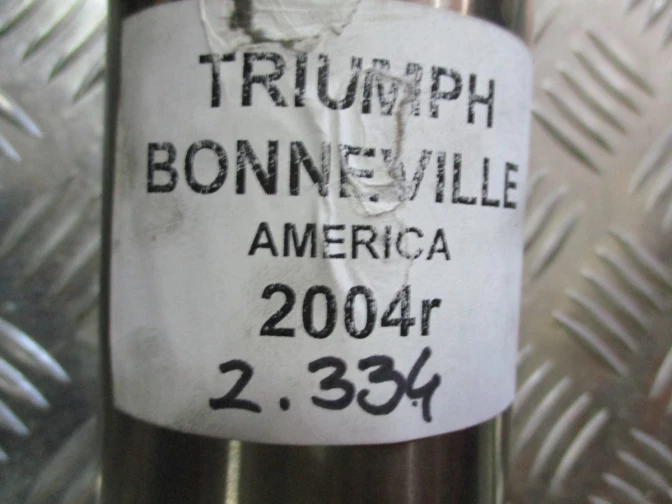 TRIUMPH
BONNEVILLE
AMERICA
2004r
2.334